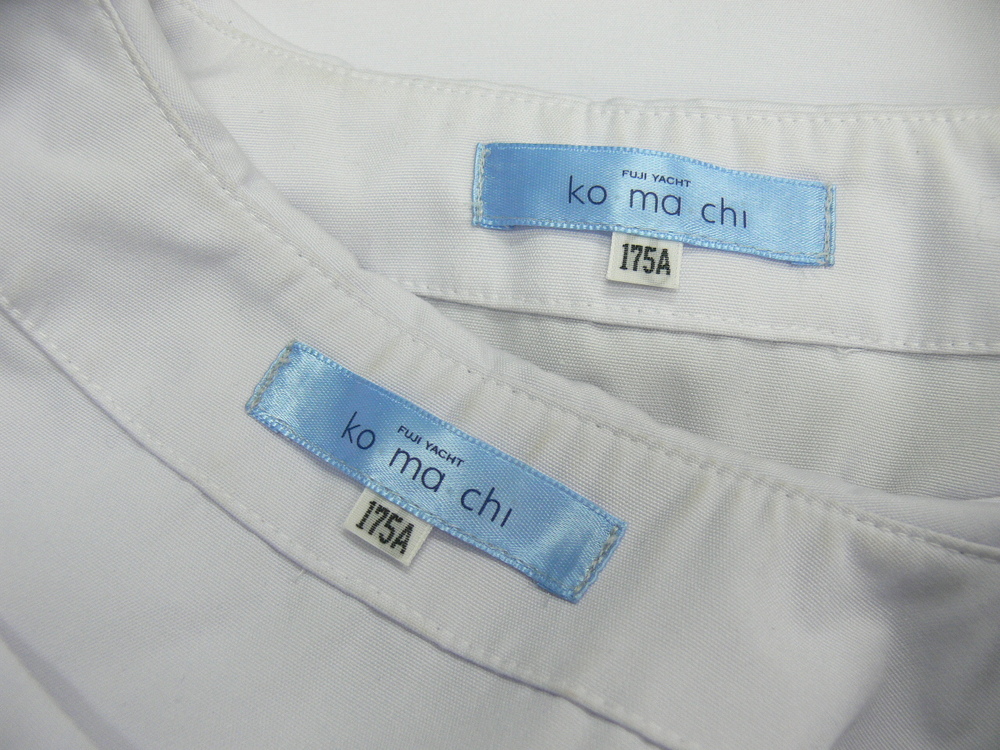 FUJI YACHT
ko ma chi
175A
FUJI YACHT
ko ma chi
175A